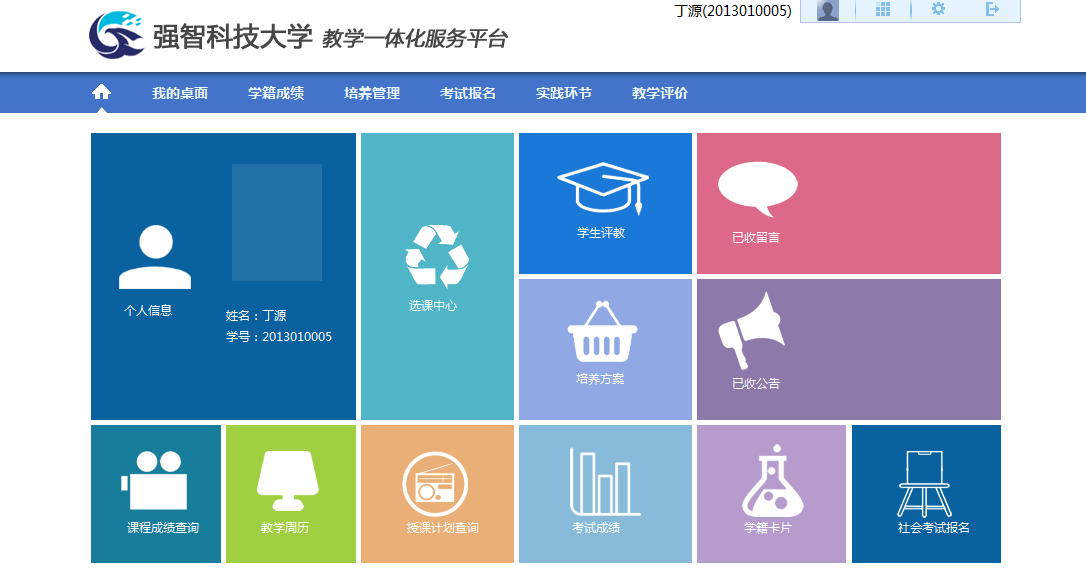 丁源(2013010005)
强智科技大学 教学一体化服务平台
我的桌面 学籍成绩 培养管理 考试报名 实践环节 教学评价
个人信息
姓名：丁源
学号：2013010005
选课中心
学生评教
已收留言
培养方案
已收公告
课程成绩查询
教学周历
授课计划查询
考试成绩
学籍卡片
社会考试报名